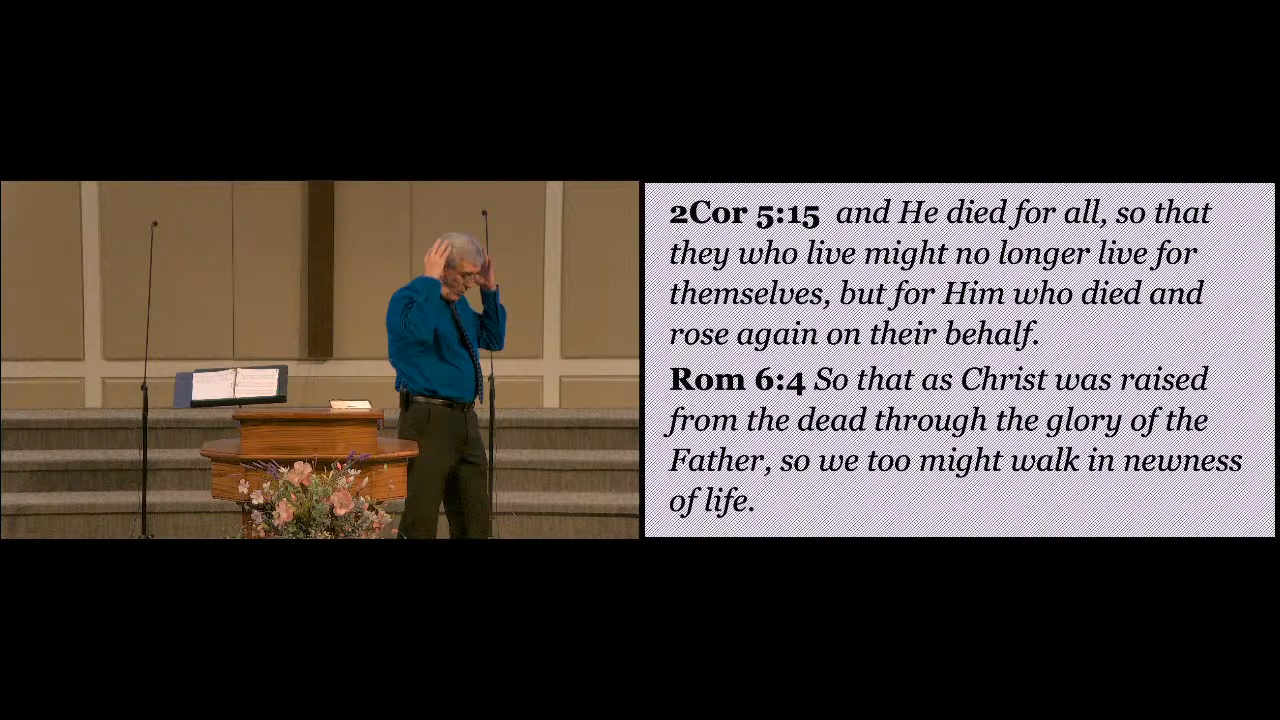 2Cor 5:15 and He died for all, so that
they who live might no longer live for
themselves, but for Him who died and
rose again on their behalf.
Rom 6:4 So that as Christ was raised
from the dead through the glory of the
Father, so we too might walk in newness
of life.